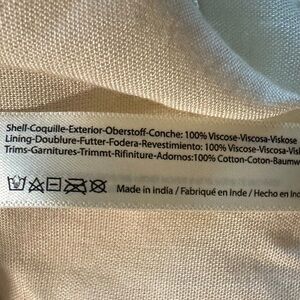 Shell-Coquille-Exterior-Oberstoff-Conche: 100% Viscose-Viscosa-Viskose
Lining-Doublure-Futter-Fodera-Revestimiento: 100% Viscose-Viscosa-Vis
Trims-Garnitures-Trimmt-Rifiniture-Adornos:100% Cotton-Coton-Baumw
Made in india / Fabriqué en Inde / Hecho en Ind